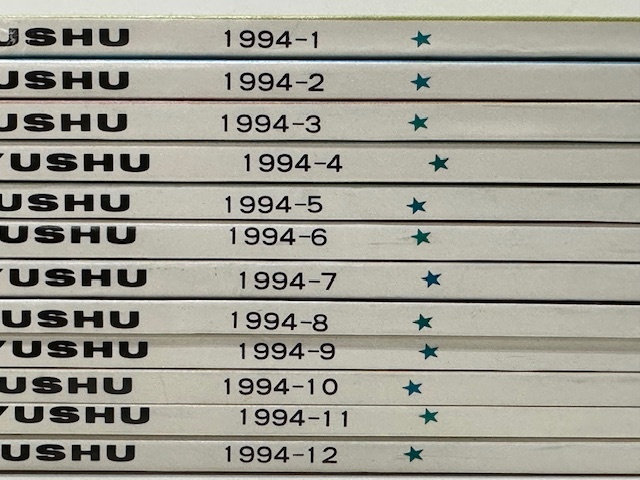 USHU 1994-1 ★
USHU 1994-2 ★
USHU 1994-3 ★
YUSHU 1994-4 ★
USHU 1994-5 ★
USHU 1994-6 ★
YUSHU 1994-7 ★
USHU 1994-8 ★
YUSHU 1994-9 ★
USHU 1994-10 ★
YUSHU 1994-11 ★
USHU 1994-12 ★